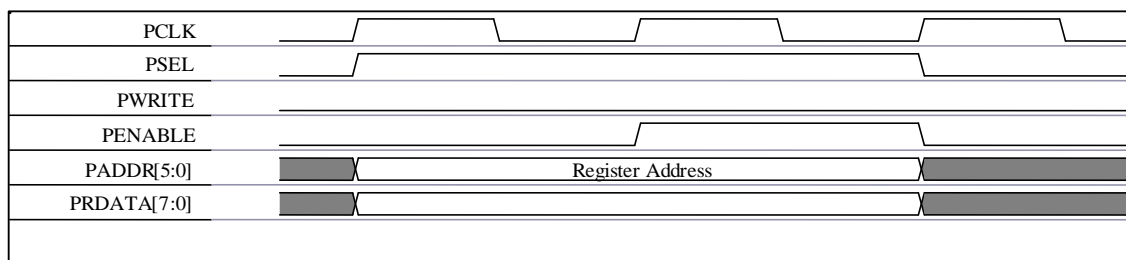 PCLK
PSEL
PWRITE
PENABLE
PADDR[5:0] Register Address
PRDATA[7:0]